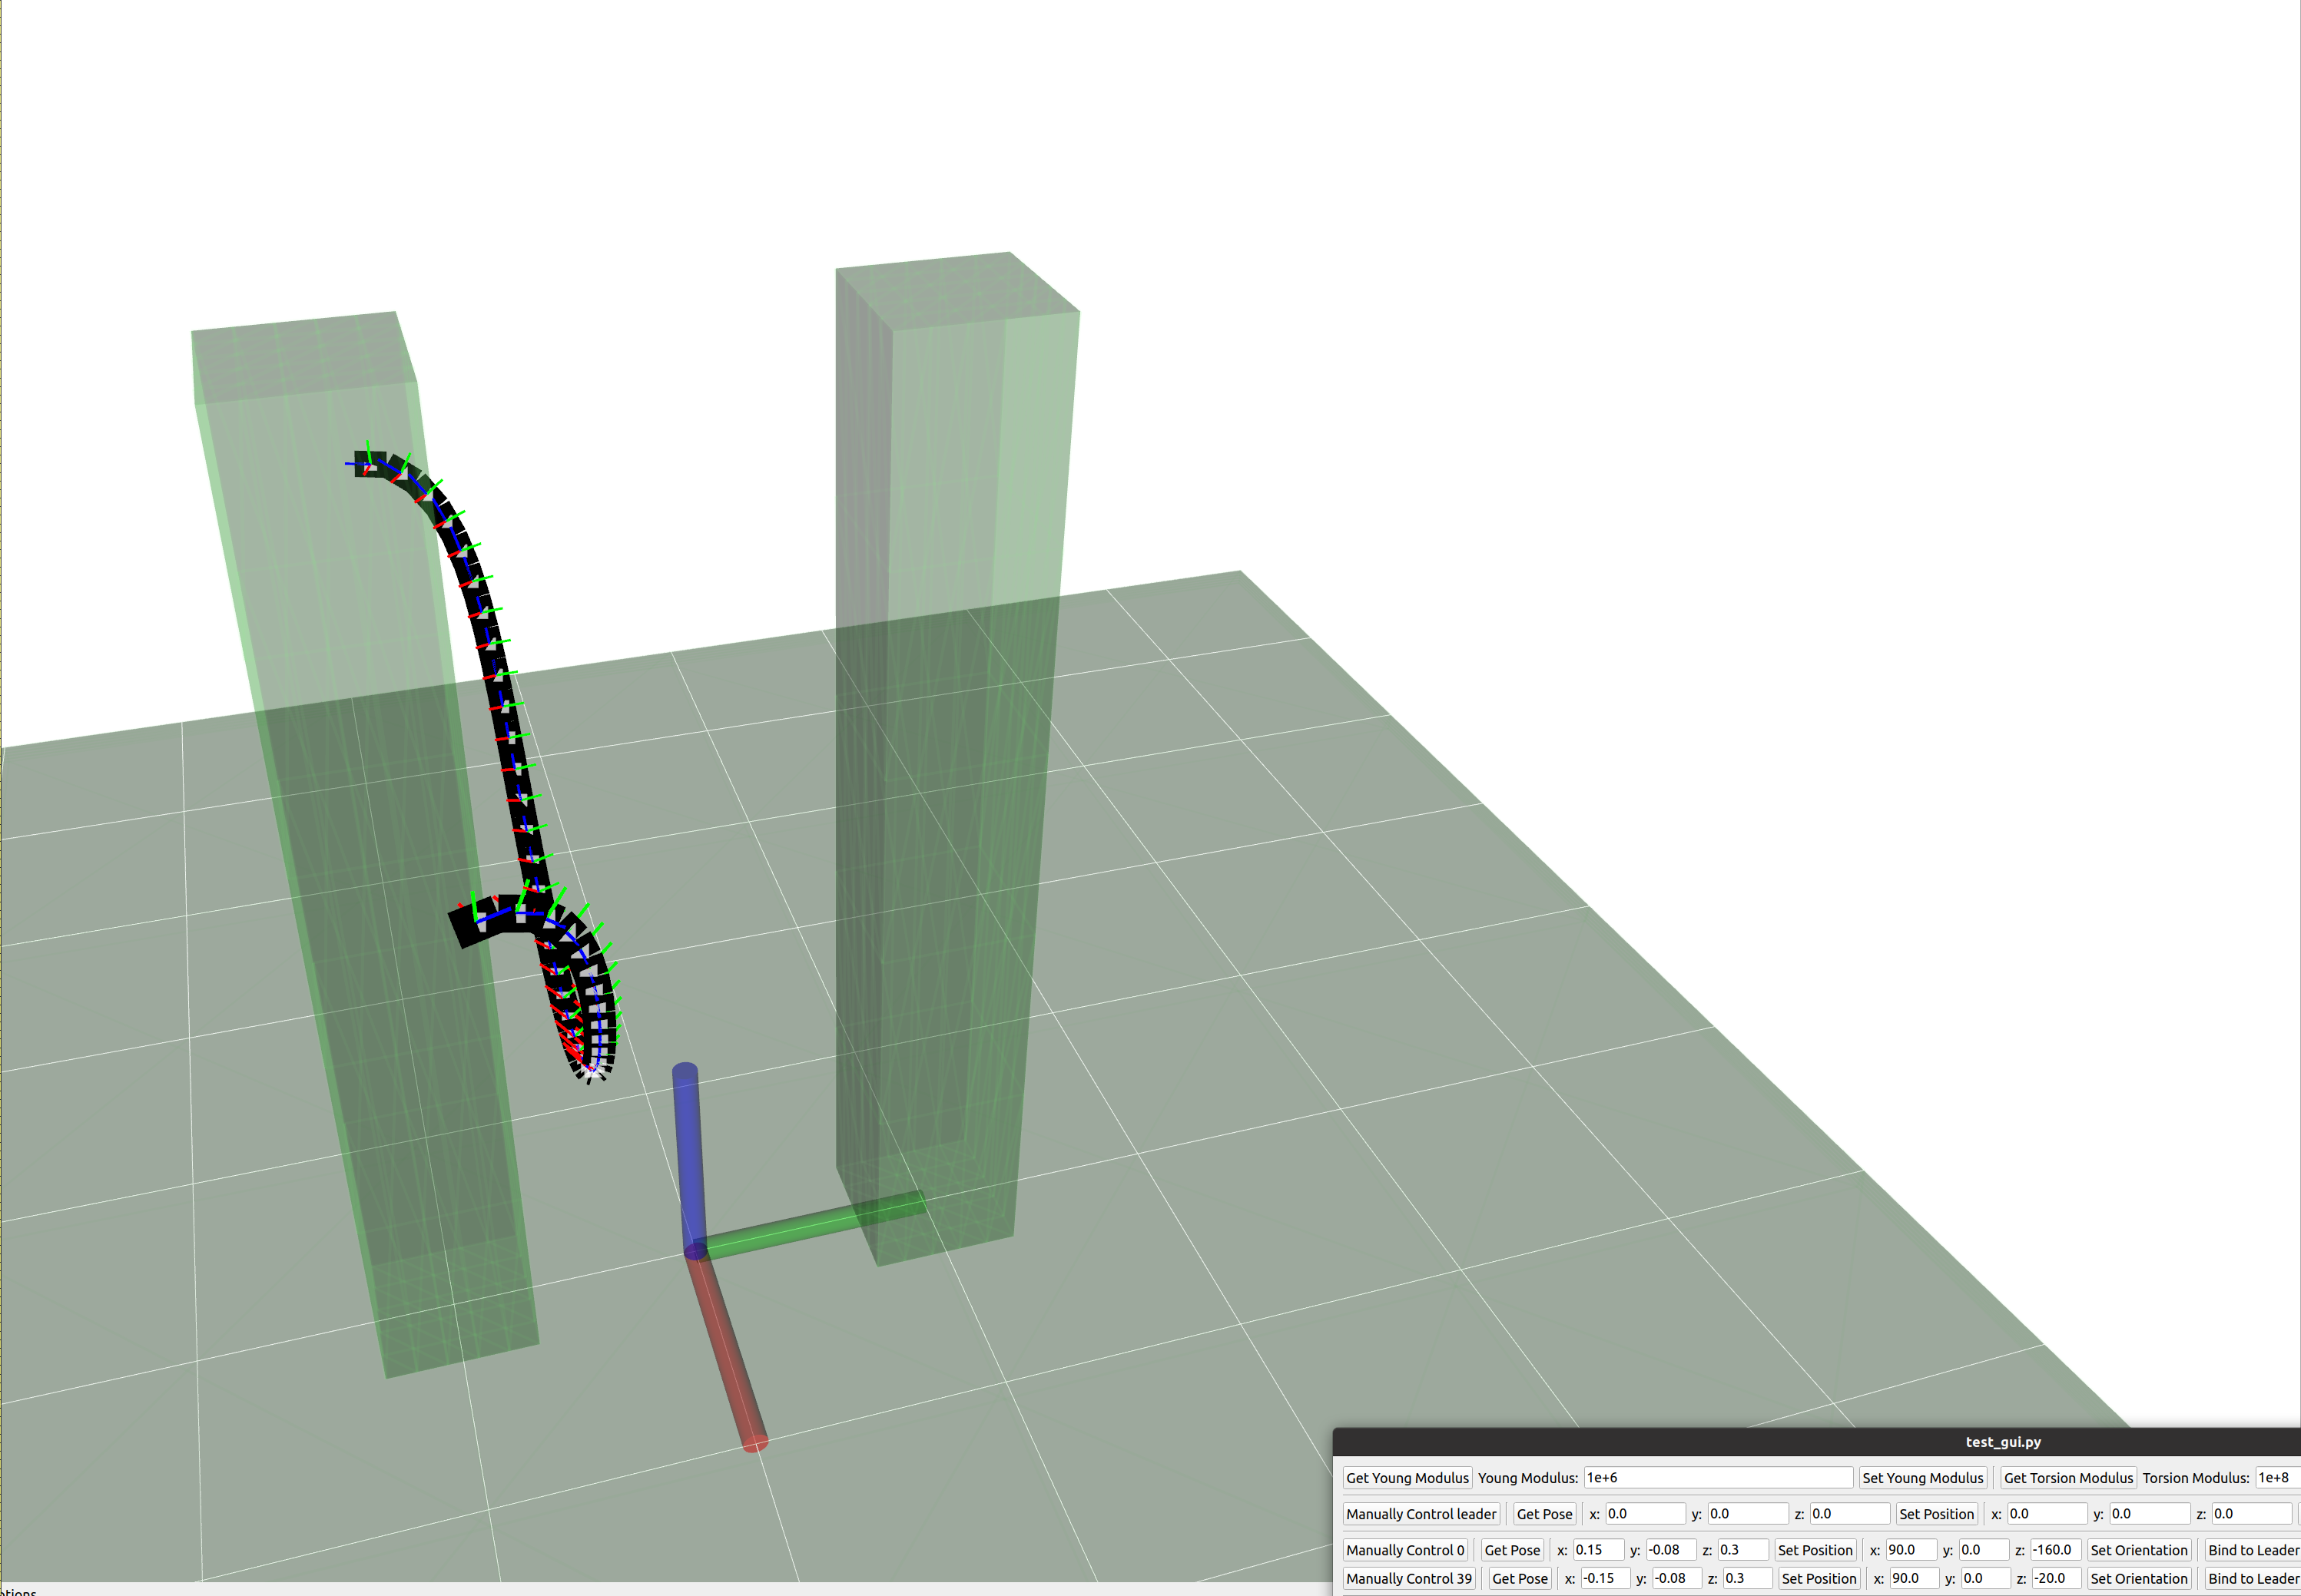 test_gui.py
Get Young Modulus Young Modulus: 1e+6 Set Young Modulus Get Torsion Modulus Torsion Modulus: 1e+8
Manually Control leader Get Pose x: 0.0 y: 0.0 z: 0.0 Set Position x: 0.0 y: 0.0 z: 0.0
Manually Control 0 Get Pose x: 0.15 y: -0.08 z: 0.3 Set Position x: 90.0 y: 0.0 z: -160.0 Set Orientation Bind to Leader
Manually Control 39 Get Pose x: -0.15 y: -0.08 z: 0.3 Set Position x: 90.0 y: 0.0 z: -20.0 Set Orientation Bind to Leader